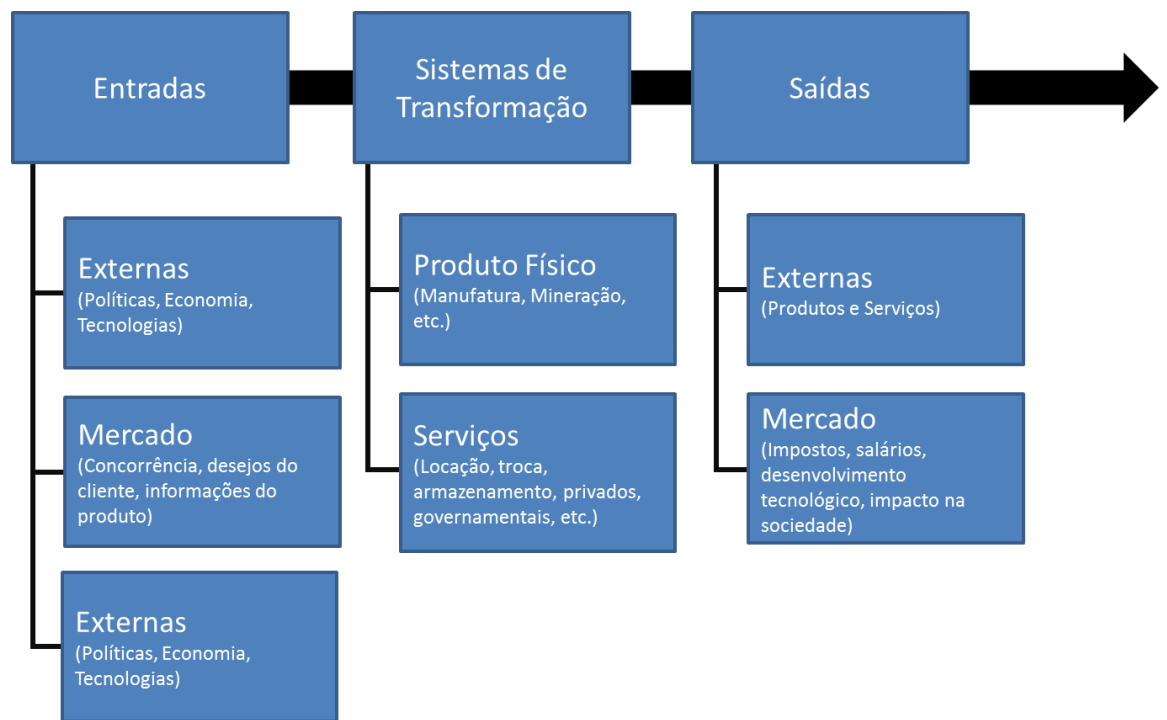 Entradas
Sistemas de
Transformação
Saídas
Externas
(Políticas, Economia,
Tecnologias)
Mercado
(Concorrência, desejos do
cliente, informações do
produto)
Externas
(Políticas, Economia,
Tecnologias)
Produto Físico
(Manufatura, Mineração,
etc.)
Serviços
(Locação, troca,
armazenamento, privados,
governamentais, etc.)
Externas
(Produtos e Serviços)
Mercado
(Impostos, salários,
desenvolvimento
tecnológico, impacto na
sociedade)